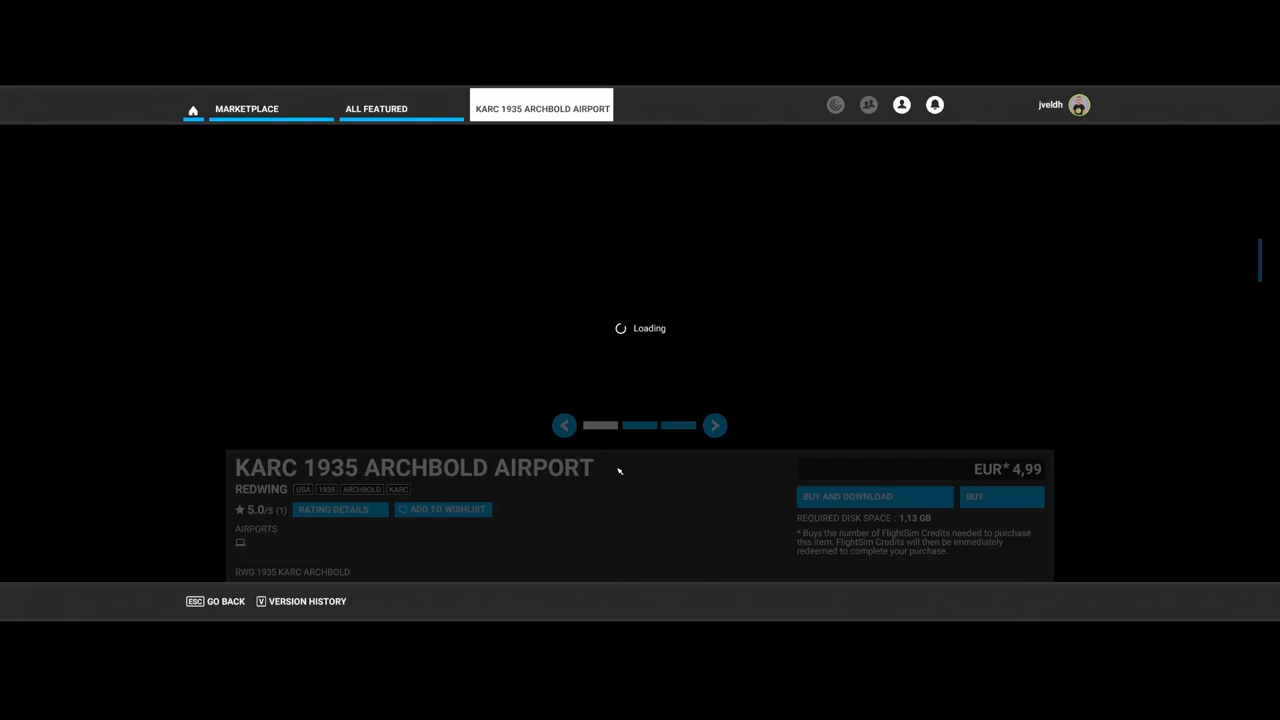 MARKETPLACE
ALL FEATURED
KARC 1935 ARCHBOLD AIRPORT
jveldh
Loading
KARC 1935 ARCHBOLD AIRPORT
REDWING USA 1935 ARCHBOLD KARC
5.0/5 (1) RATING DETAILS ADD TO WISHLIST
AIRPORTS
RWG 1935 KARC ARCHBOLD
EUR* 4,99
BUY AND DOWNLOAD BUY
REQUIRED DISK SPACE : 1,13 GB
* Buys the number of FlightSim Credits needed to purchase
this item. FlightSim Credits will then be immediately
redeemed to complete your purchase.
ESC GO BACK V VERSION HISTORY